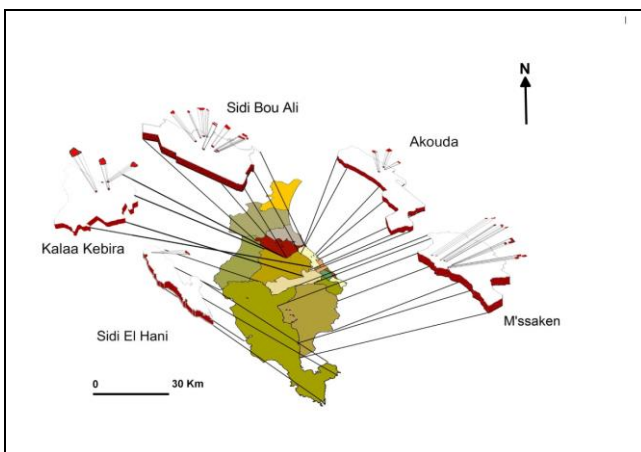 N
Sidi Bou Ali
Akouda
Kalaa Kebira
M'ssaken
Sidi El Hani
0 30 Km